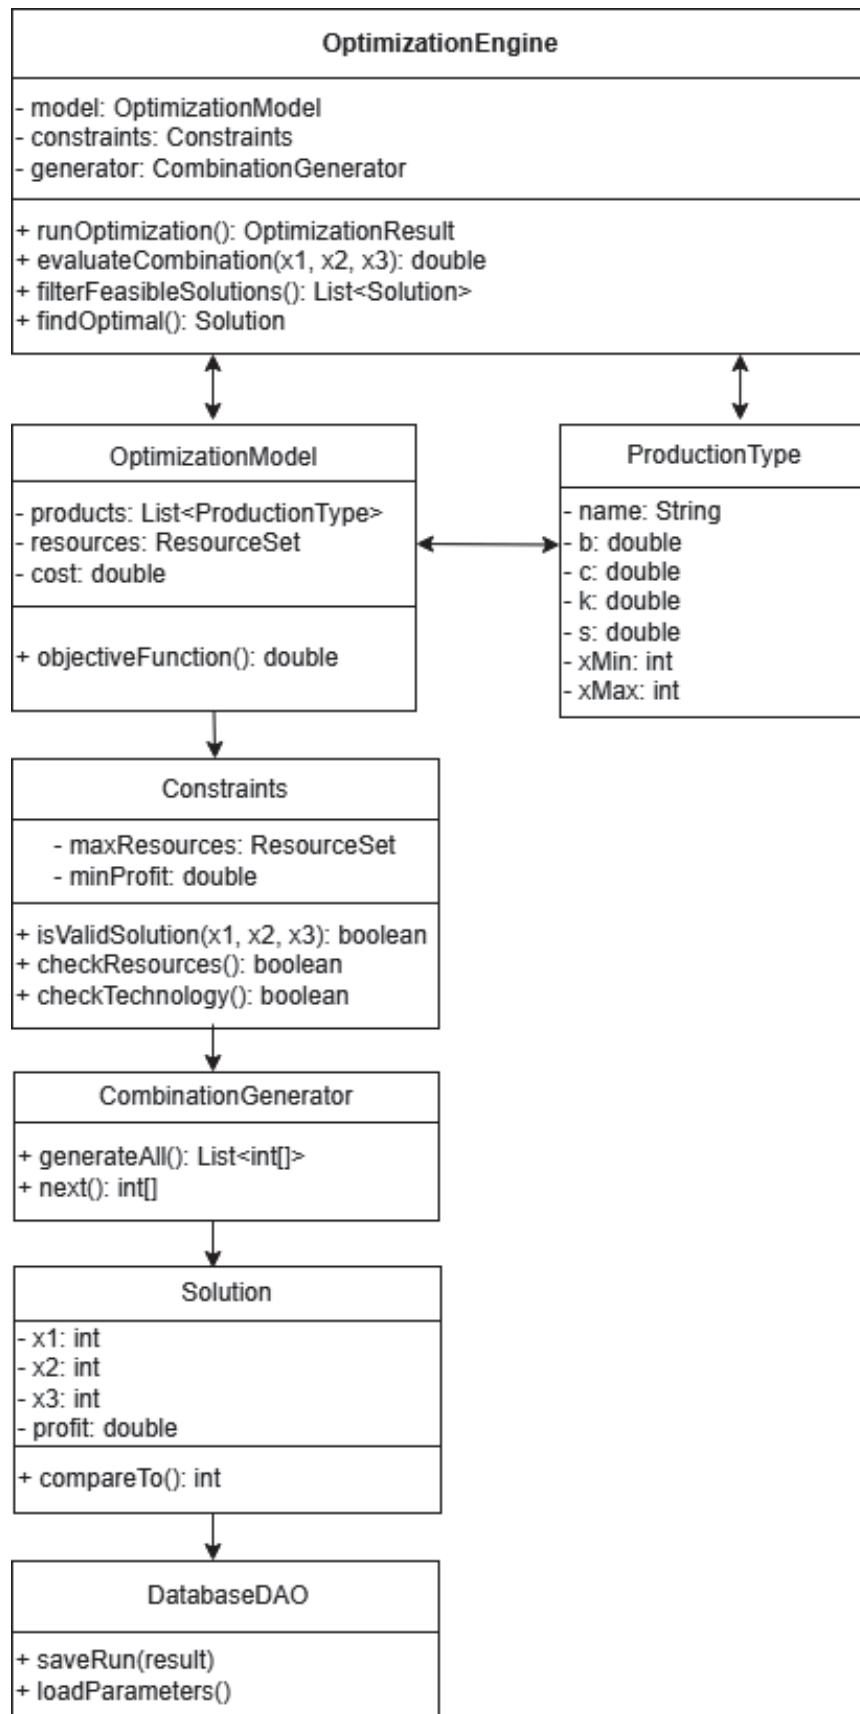 OptimizationEngine
- model: OptimizationModel
- constraints: Constraints
- generator: CombinationGenerator
+ runOptimization(): OptimizationResult
+ evaluateCombination(x1, x2, x3): double
+ filterFeasibleSolutions(): List<Solution>
+ findOptimal(): Solution
OptimizationModel
- products: List<ProductionType>
- resources: ResourceSet
- cost: double
+ objectiveFunction(): double
ProductionType
- name: String
- b: double
- c: double
- k: double
- s: double
- xMin: int
- xMax: int
Constraints
- maxResources: ResourceSet
- minProfit: double
+ isValidSolution(x1, x2, x3): boolean
+ checkResources(): boolean
+ checkTechnology(): boolean
CombinationGenerator
+ generateAll(): List<int[]>
+ next(): int[]
Solution
- x1: int
- x2: int
- x3: int
- profit: double
+ compareTo(): int
DatabaseDAO
+ saveRun(result)
+ loadParameters()